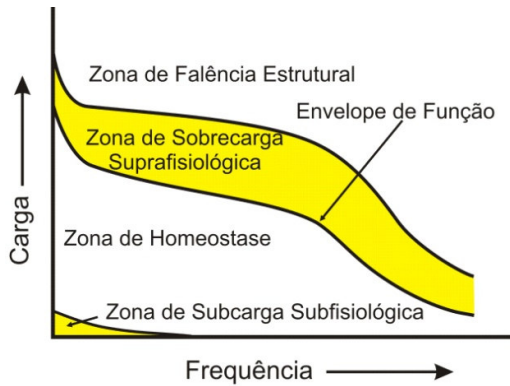 Zona de Falência Estrutural
Envelope de Função
Zona de Sobrecarga
Suprafisiológica
Carga
Zona de Homeostase
Zona de Subcarga Subfisiológica
Frequência